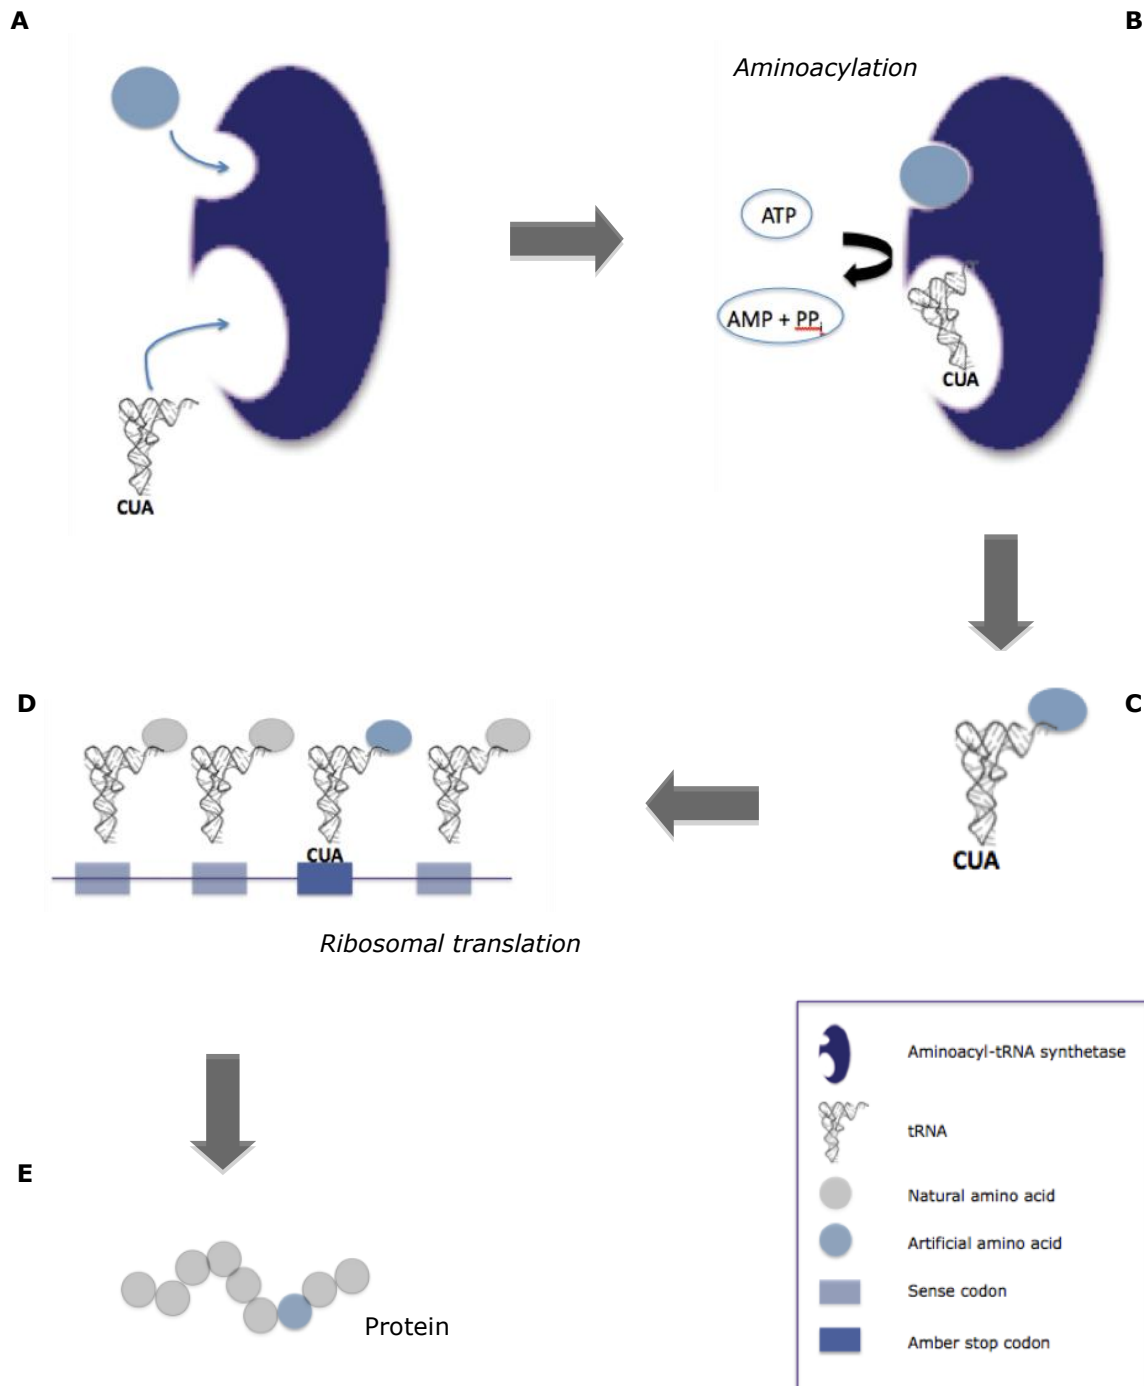 A
B
Aminoacylation
ATP
AMP + PPi
CUA
CUA
D
C
CUA
CUA
Ribosomal translation
E
Protein
Aminoacyl-tRNA synthetase
tRNA
Natural amino acid
Artificial amino acid
Sense codon
Amber stop codon